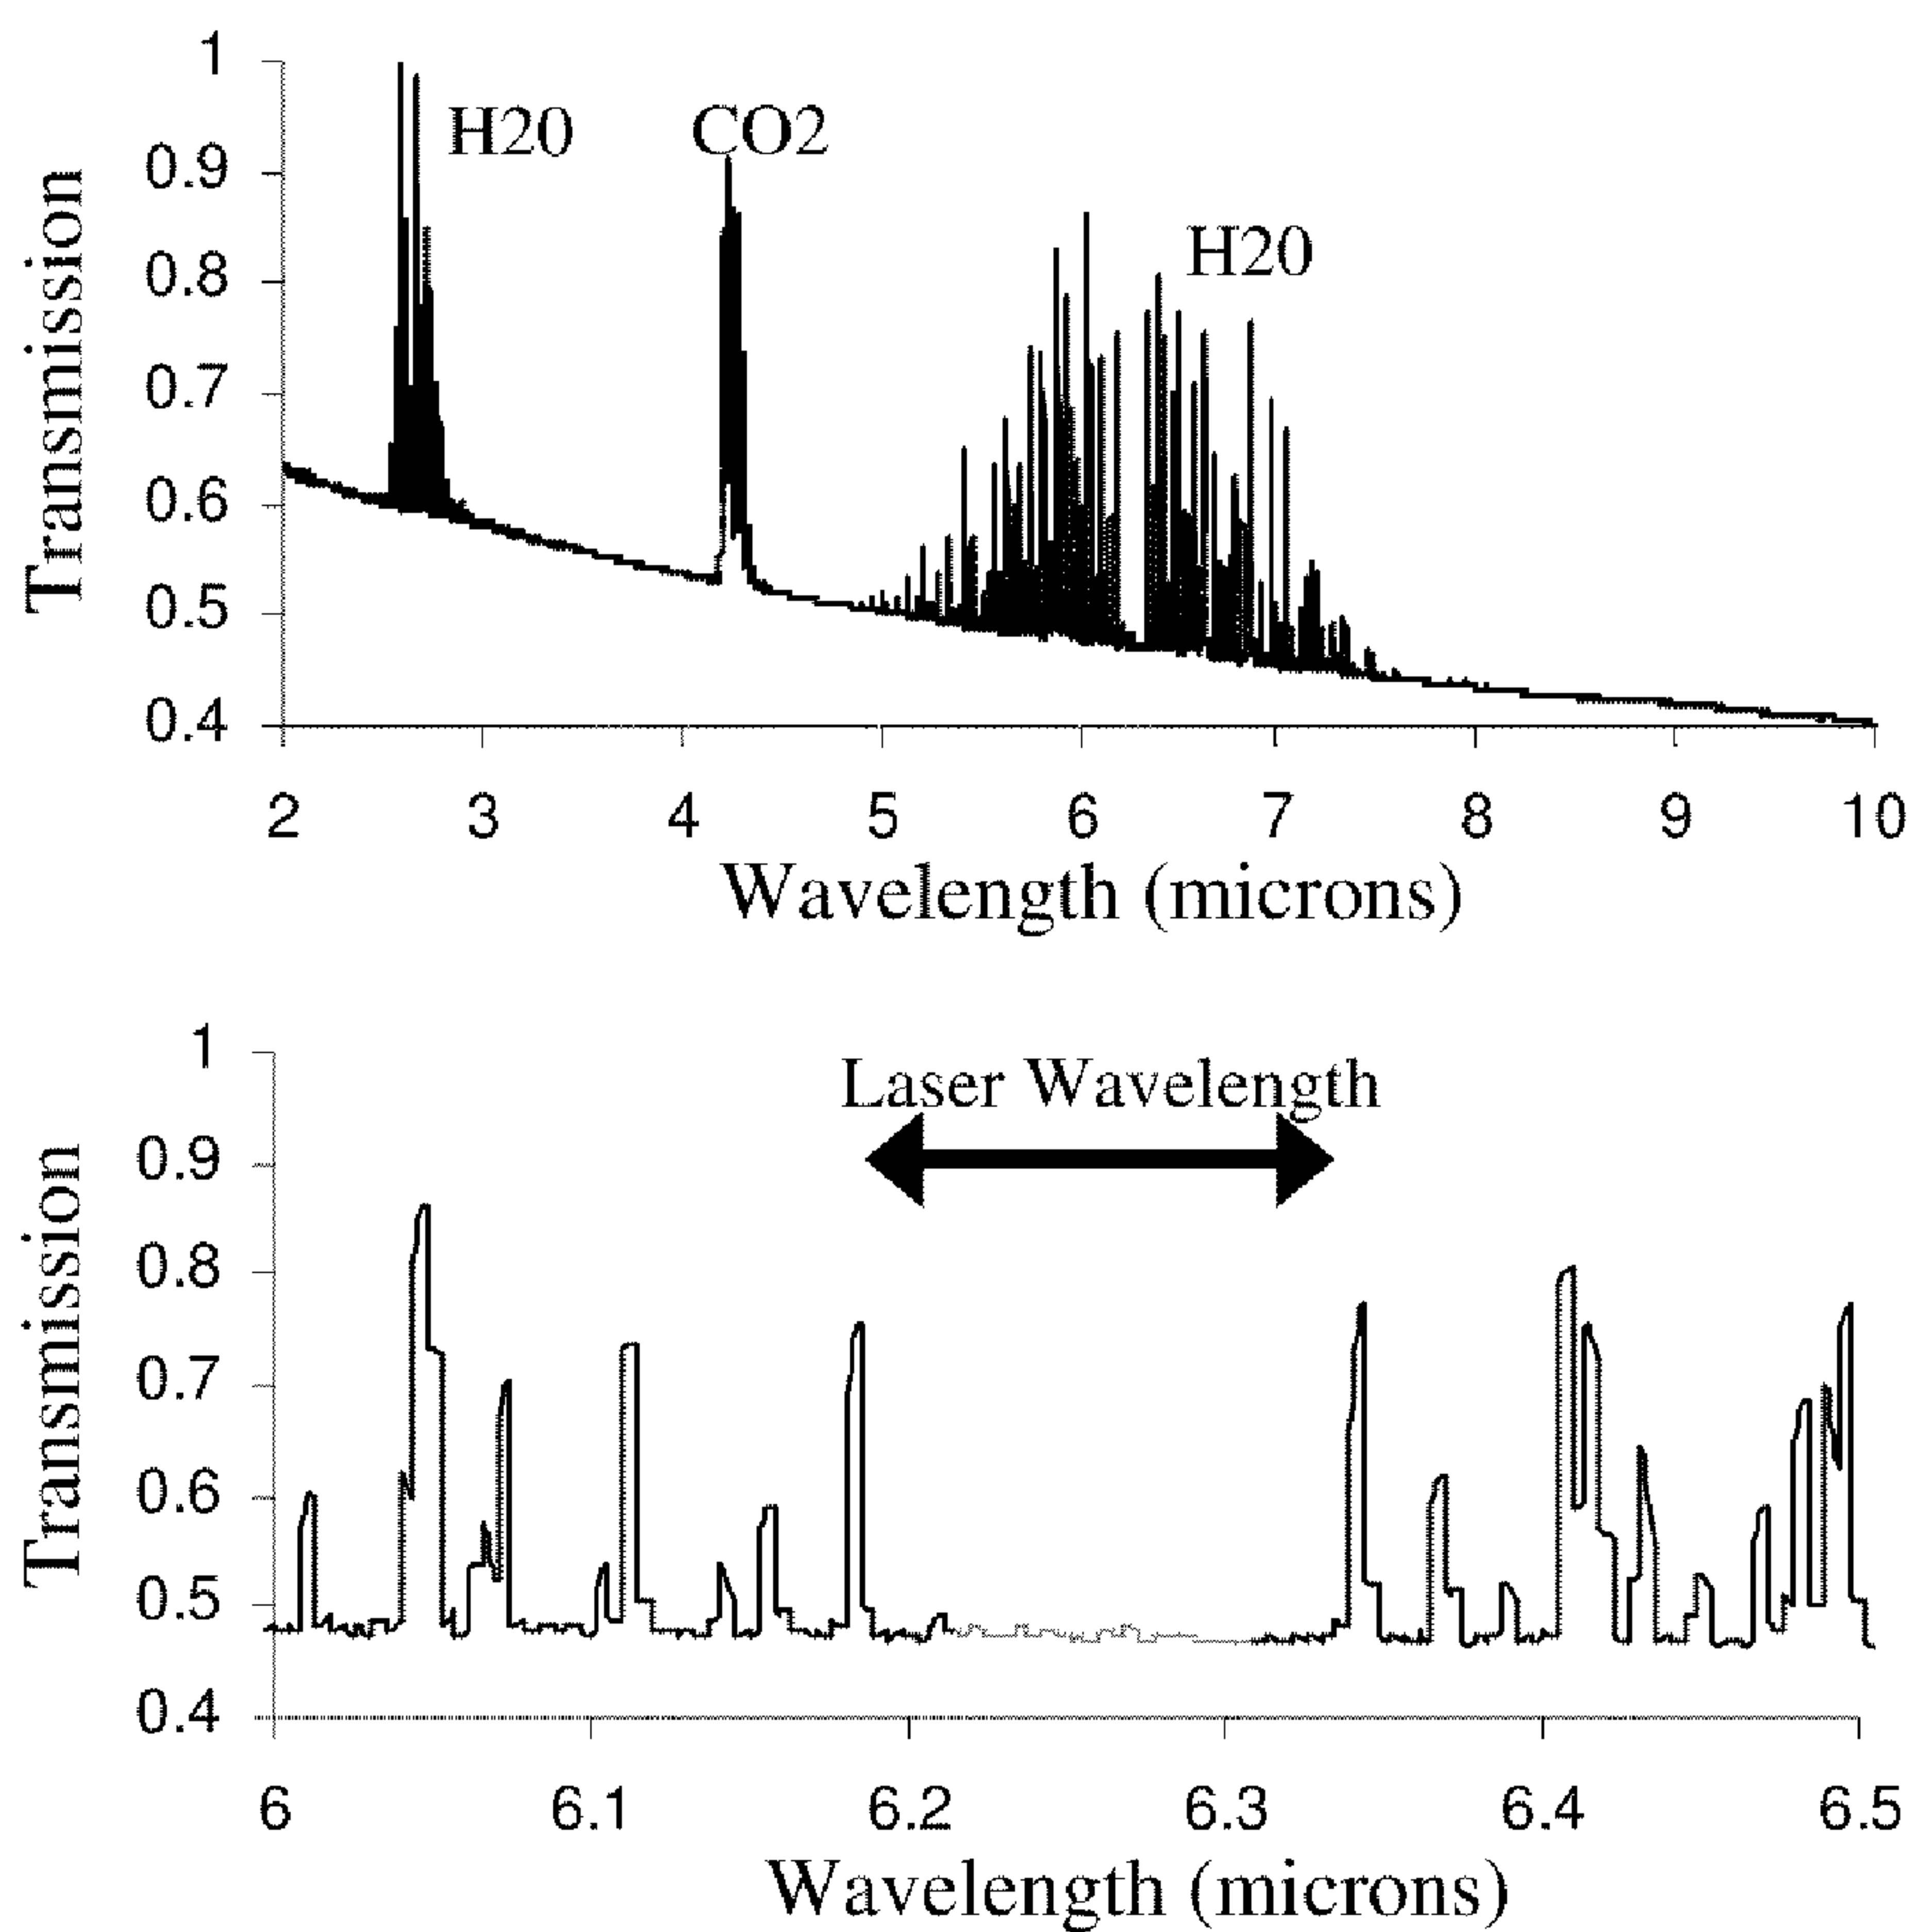 1
0.9
0.8
0.7
0.6
0.5
0.4
Transmission
H20
CO2
H20
2 3 4 5 6 7 8 9 10
Wavelength (microns)
1
0.9
0.8
0.7
0.6
0.5
0.4
Transmission
Laser Wavelength
6 6.1 6.2 6.3 6.4 6.5
Wavelength (microns)